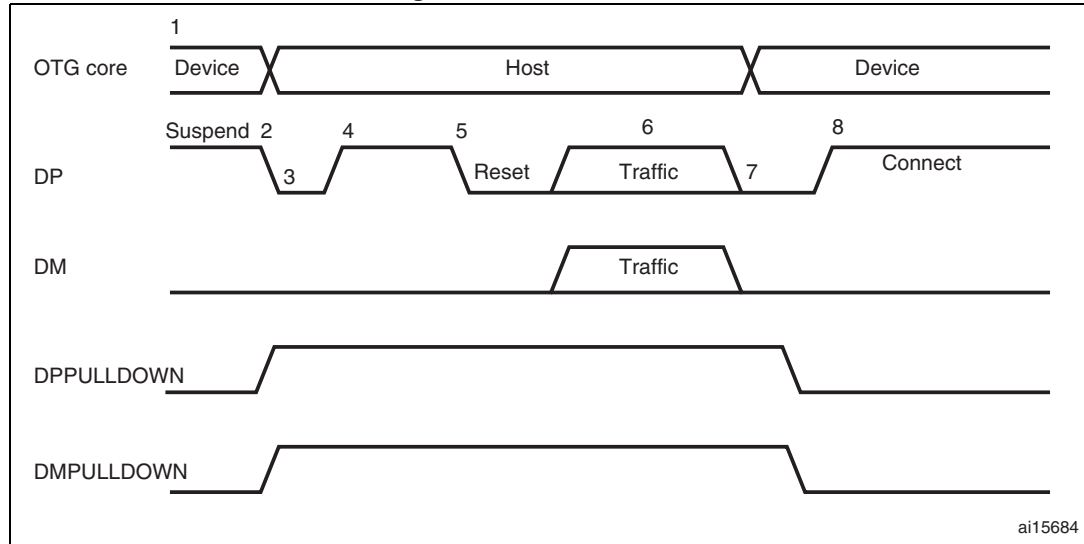 1
OTG core Device Host Device
Suspend 2 4 5 6 8
DP 3 Reset Traffic 7 Connect
DM Traffic
DPPULLDOWN
DMPULLDOWN
ai15684